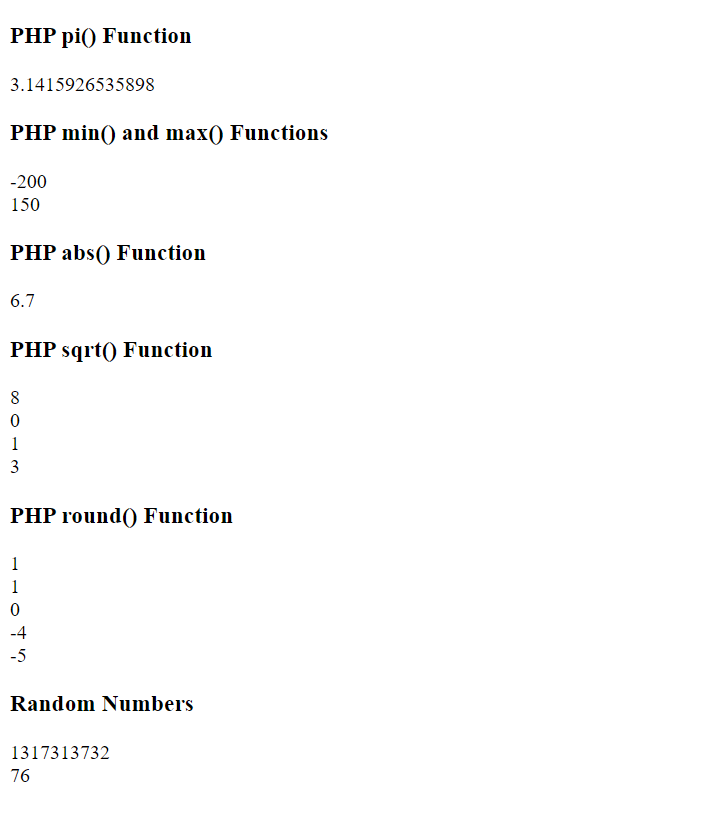 PHP pi() Function
3.1415926535898
PHP min() and max() Functions
-200
150
PHP abs() Function
6.7
PHP sqrt() Function
8
0
1
3
PHP round() Function
1
1
0
-4
-5
Random Numbers
1317313732
76